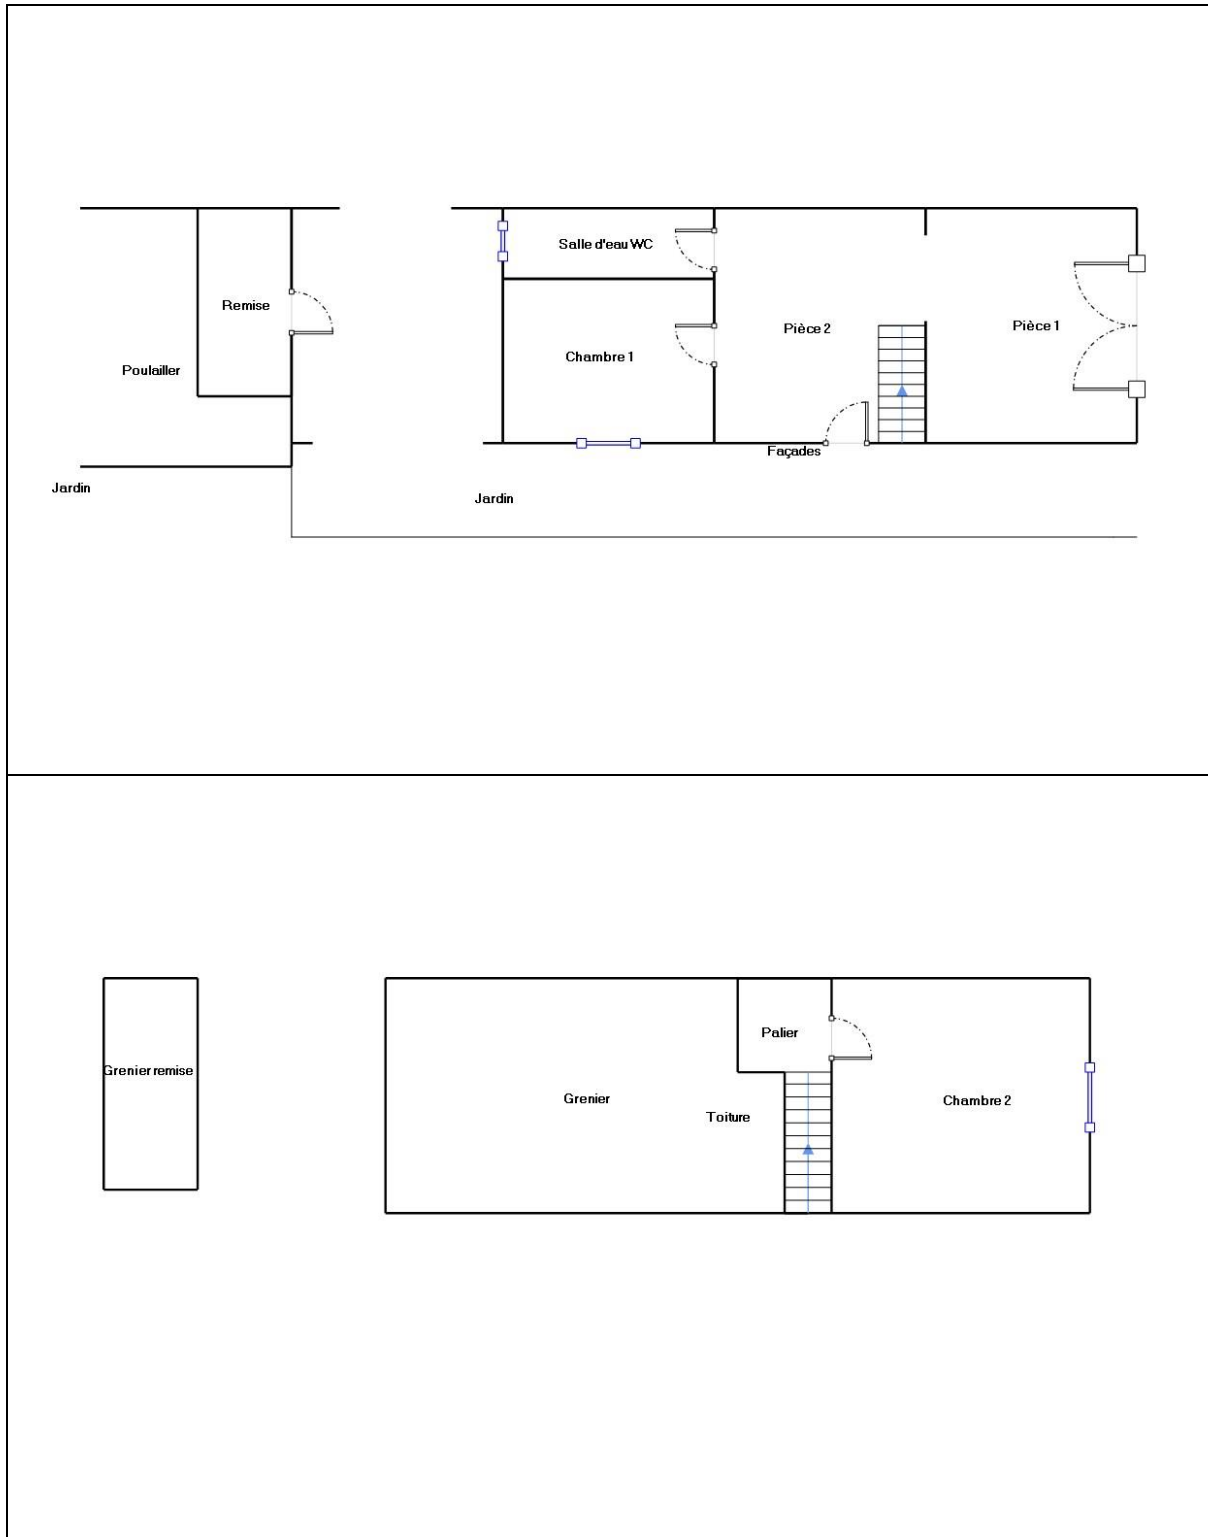 Salle d'eau WC
Remise
Pièce 2
Pièce 1
Chambre 1
Poulailler
Façades
Jardin
Jardin
Palier
Grenier remise
Grenier
Chambre 2
Toiture